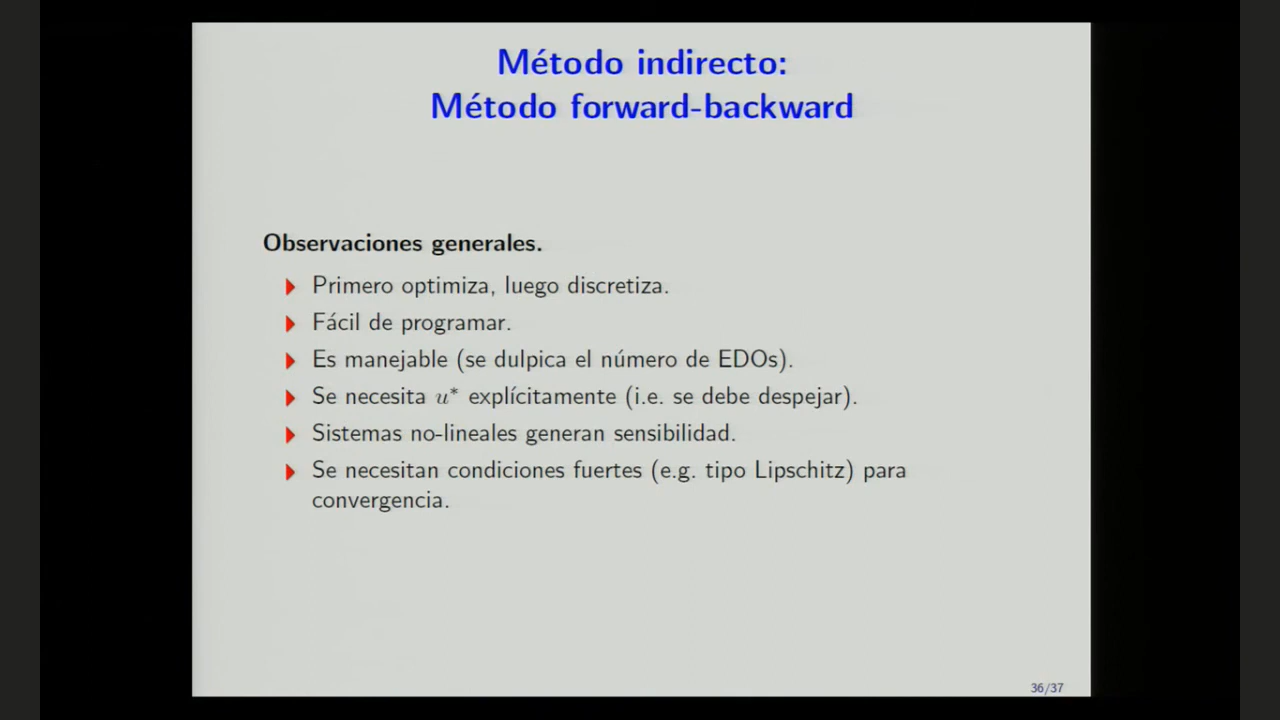 Método indirecto:
Método forward-backward
Observaciones generales.
Primero optimiza, luego discretiza.
Fácil de programar.
Es manejable (se dulpica el número de EDOs).
Se necesita u* explícitamente (i.e. se debe despejar).
Sistemas no-lineales generan sensibilidad.
Se necesitan condiciones fuertes (e.g. tipo Lipschitz) para
convergencia.
36/37